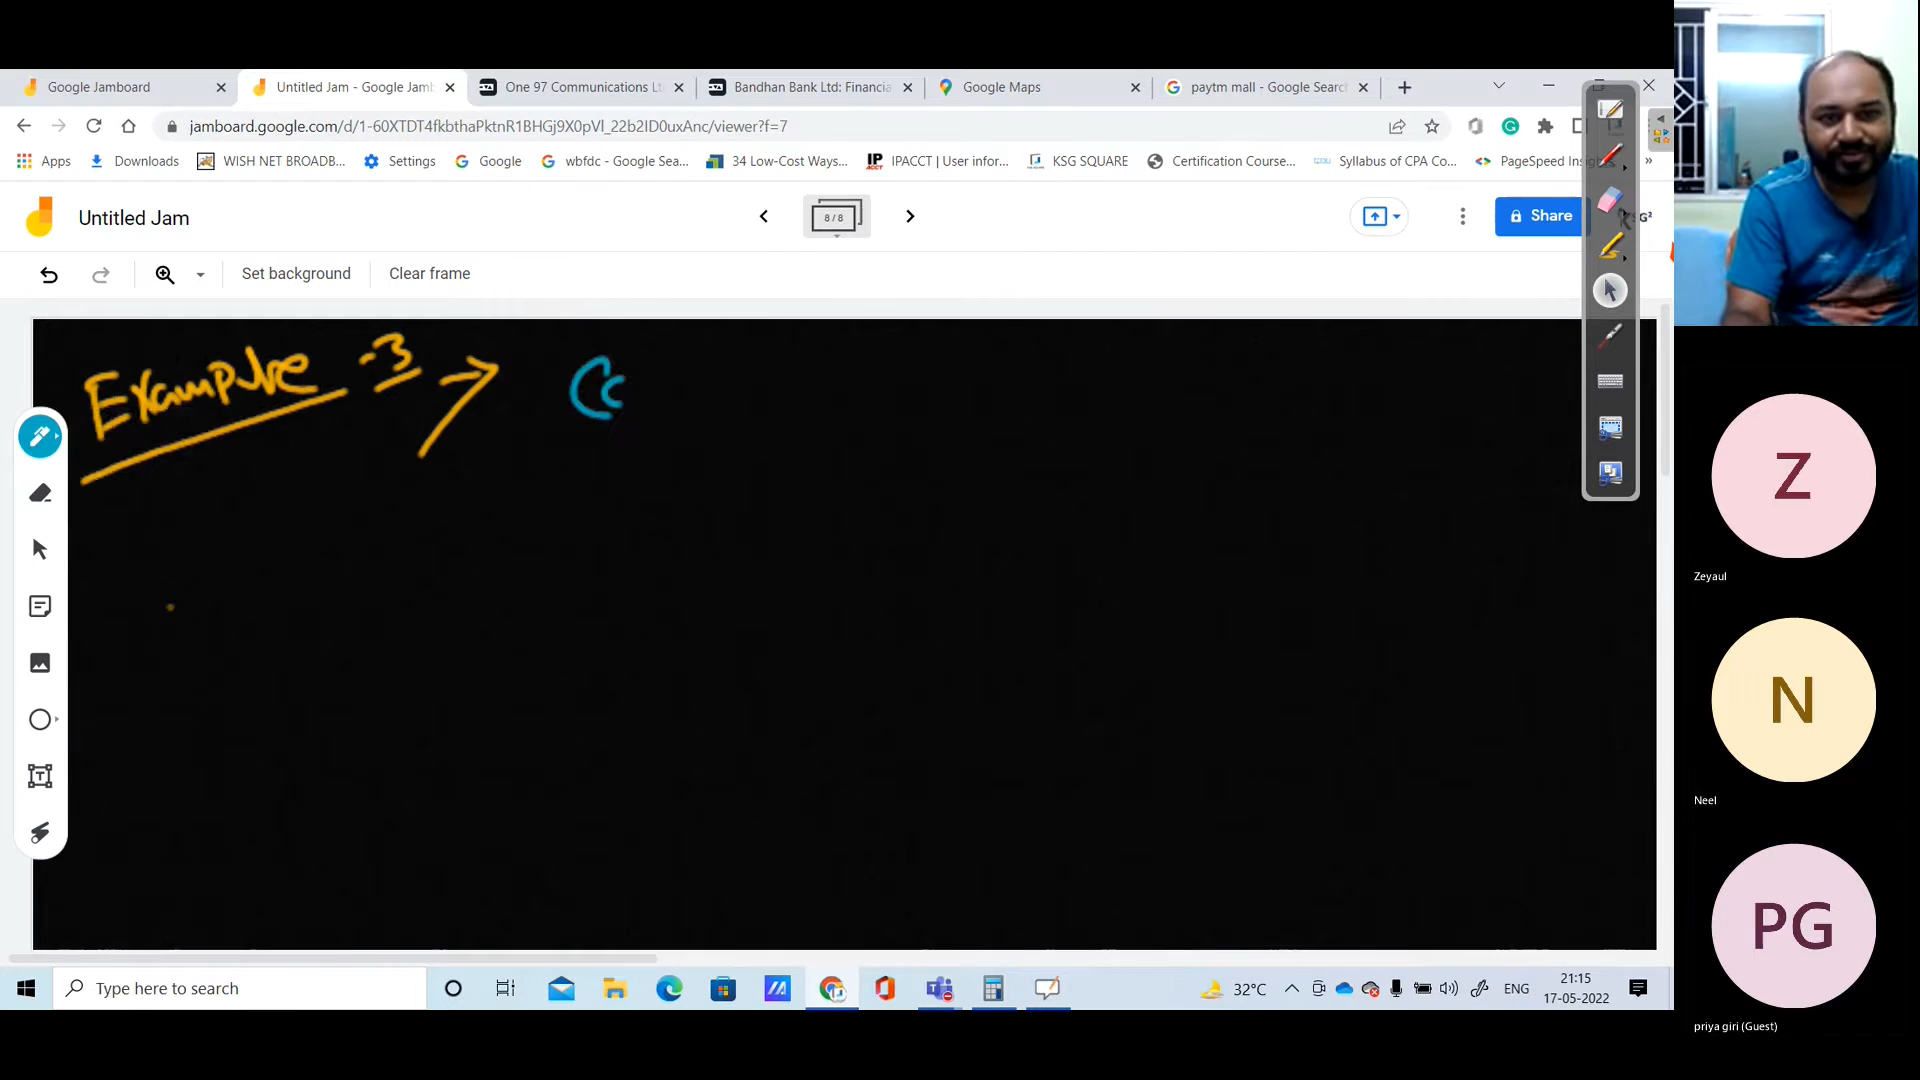 Google Jamboard
Untitled Jam - Google Jamb
One 97 Communications Lt
Bandhan Bank Ltd: Financia
Google Maps
paytm mall - Google Search
jamboard.google.com/d/1-60XTDT4fkbthaPktnR1BHGj9X0pVl_22b2ID0uxAnc/viewer?f=7
Apps
Downloads
WISH NET BROADB...
Settings
Google
wbfdc - Google Sea...
34 Low-Cost Ways...
IPACCT | User infor...
KSG SQUARE
Certification Course...
Syllabus of CPA Co...
PageSpeed
Untitled Jam
8 / 8
Share
Set background
Clear frame
Example -3
Co
Z
Zeyaul
N
Neel
PG
priya giri (Guest)
Type here to search
32°C
ENG
21:15
17-05-2022